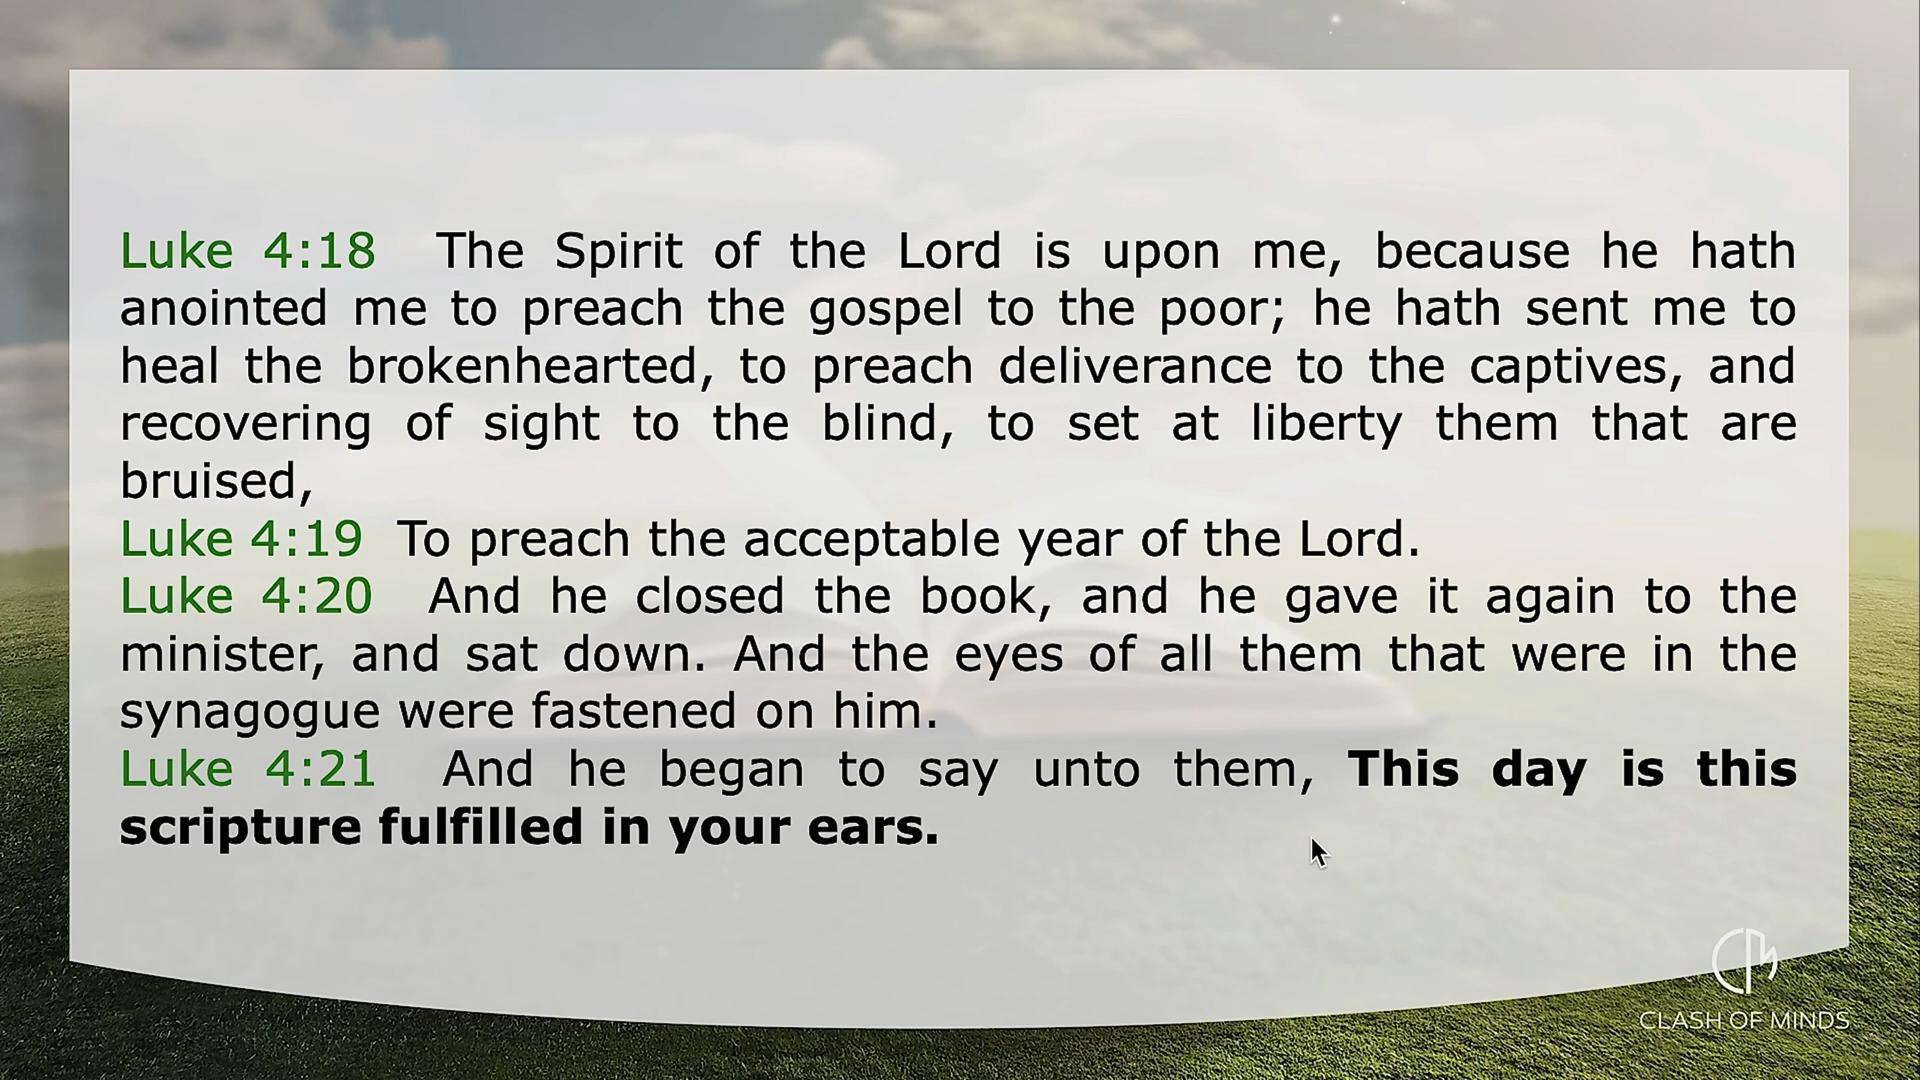 Luke 4:18 The Spirit of the Lord is upon me, because he hath
anointed me to preach the gospel to the poor; he hath sent me to
heal the brokenhearted, to preach deliverance to the captives, and
recovering of sight to the blind, to set at liberty them that are
bruised,
Luke 4:19 To preach the acceptable year of the Lord.
Luke 4:20 And he closed the book, and he gave it again to the
minister, and sat down. And the eyes of all them that were in the
synagogue were fastened on him.
Luke 4:21 And he began to say unto them, This day is this
scripture fulfilled in your ears.
CLASH OF MINDS